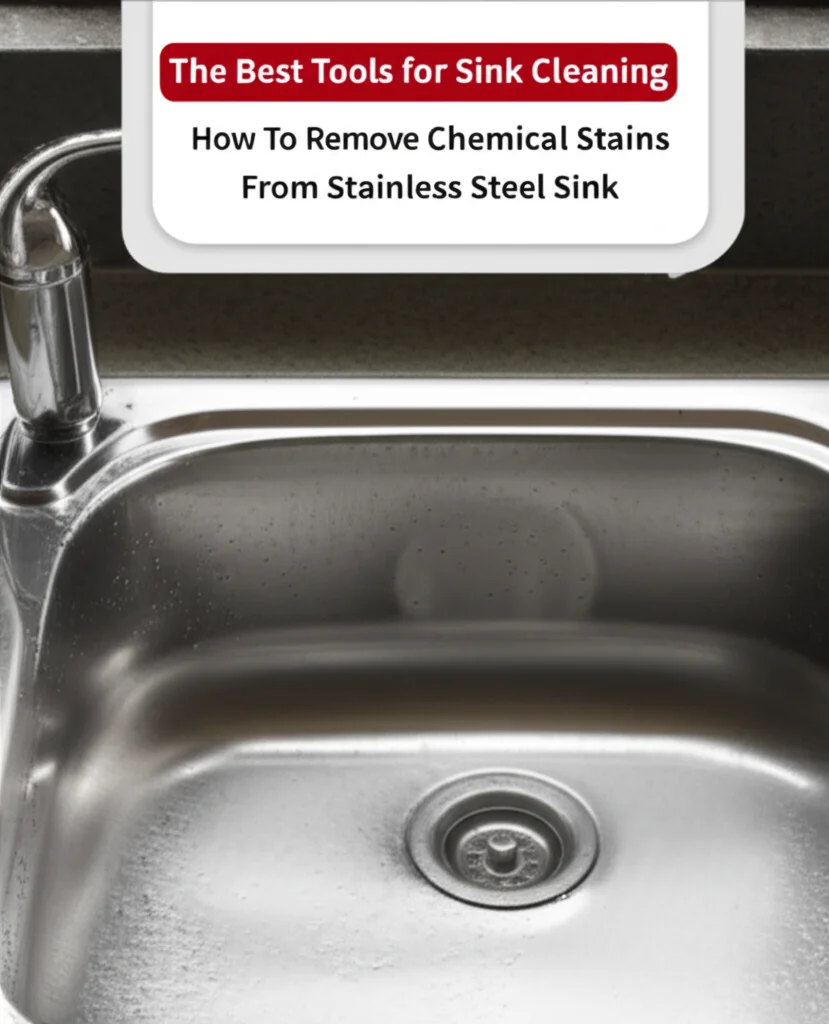 The Best Tools for Sink Cleaning
How To Remove Chemical Stains
From Stainless Steel Sink